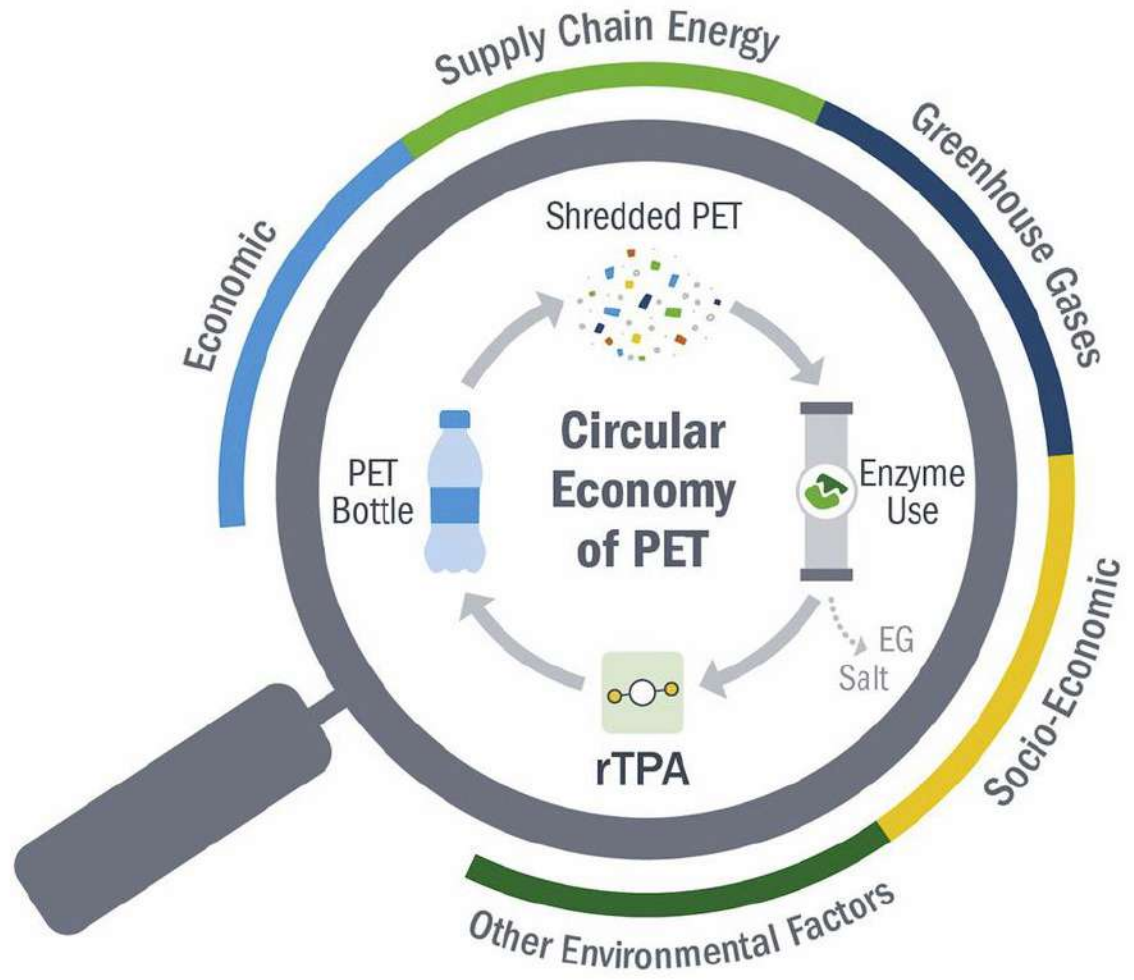 Supply Chain Energy
Greenhouse Gases
Economic
Shredded PET
Circular
Economy
of PET
PET
Bottle
Enzyme
Use
EG
Salt
rTPA
Socio-Economic
Other Environmental Factors